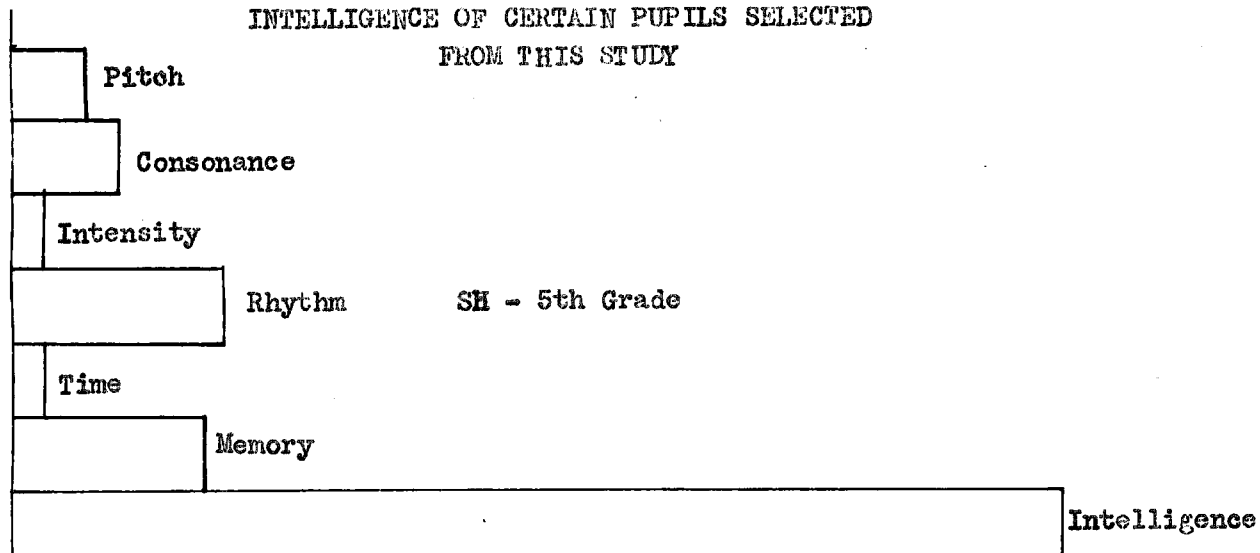 INTELLIGENCE OF CERTAIN PUPILS SELECTED
FROM THIS STUDY
Pitch
Consonance
Intensity
Rhythm SH - 5th Grade
Time
Memory
Intelligence